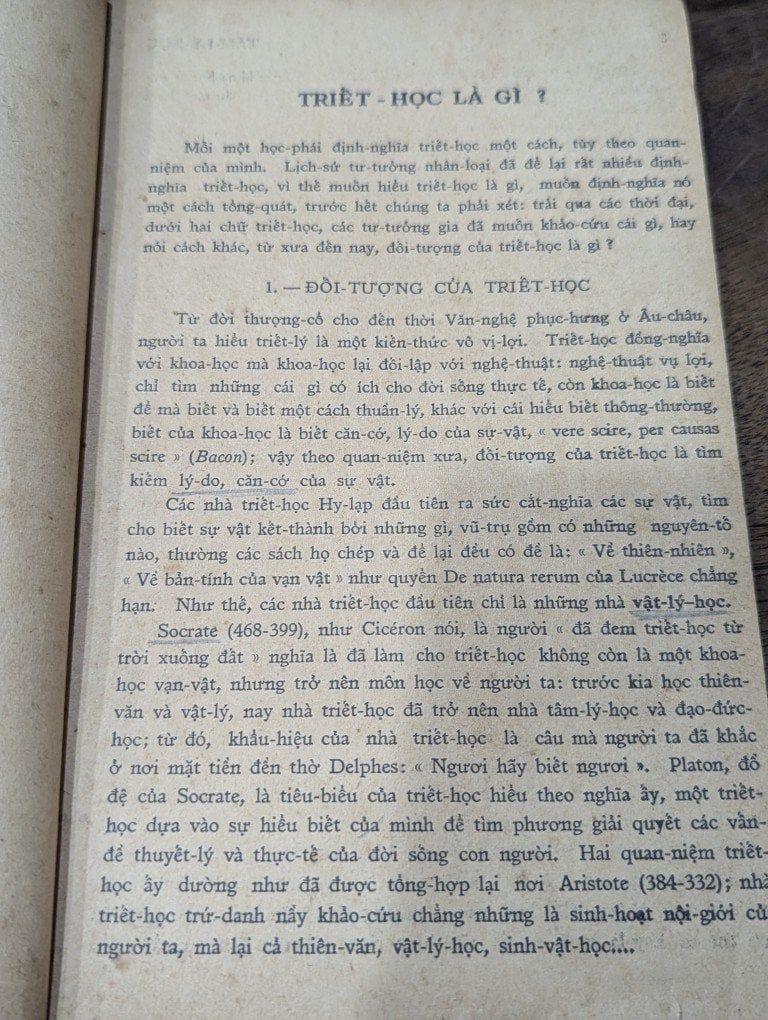 TRIẾT - HỌC LÀ GÌ ?
Mỗi một học-phái định-nghĩa triết-học một cách, tùy theo quan-
niệm của mình. Lịch-sử tư-tưởng nhân-loại đã để lại rất nhiều định-
nghĩa triết-học, vì thế muốn hiểu triết-học là gì, muốn định-nghĩa nó
một cách tổng-quát, trước hết chúng ta phải xét: trải qua các thời đại,
dưới hai chữ triết-học, các tư-tưởng gia đã muốn khảo-cứu cái gì, hay
nói cách khác, từ xưa đến nay, đối-tượng của triết-học là gì ?
1. — ĐỐI-TƯỢNG CỦA TRIẾT-HỌC
Từ đời thượng-cổ cho đến thời Văn-nghệ phục-hưng ở Âu-châu,
người ta hiểu triết-lý là một kiến-thức vô vị-lợi. Triết-học đồng-nghĩa
với khoa-học mà khoa-học lại đối-lập với nghệ-thuật: nghệ-thuật vụ lợi,
chỉ tìm những cái gì có ích cho đời sống thực tế, còn khoa-học là biết
để mà biết và biết một cách thuần-lý, khác với cái hiểu biết thông-thường,
biết của khoa-học là biết căn-cớ, lý-do của sự-vật, « vere scire, per causas
scire » (Bacon); vậy theo quan-niệm xưa, đối-tượng của triết-học là tìm
kiếm lý-do, căn-cớ của sự vật.
Các nhà triết-học Hy-lạp đầu tiên ra sức cắt-nghĩa các sự vật, tìm
cho biết sự vật kết-thành bởi những gì, vũ-trụ gồm có những nguyên-tố
nào, thường các sách họ chép và để lại đều có đề là: « Về thiên-nhiên »,
« Về bản-tính của vạn vật » như quyển De natura rerum của Lucrèce chẳng
hạn. Như thế, các nhà triết-học đầu tiên chỉ là những nhà vật-lý-học.
Socrate (468-399), như Cicéron nói, là người « đã đem triết-học từ
trời xuống đất » nghĩa là đã làm cho triết-học không còn là một khoa-
học vạn-vật, nhưng trở nên môn học về người ta: trước kia học thiên-
văn và vật-lý, nay nhà triết-học đã trở nên nhà tâm-lý-học và đạo-đức-
học; từ đó, khẩu-hiệu của nhà triết-học là câu mà người ta đã khắc
ở nơi mặt tiền đền thờ Delphes: « Ngươi hãy biết ngươi ». Platon, đồ
đệ của Socrate, là tiêu-biểu của triết-học hiểu theo nghĩa ấy, một triết-
học dựa vào sự hiểu biết của mình để tìm phương giải quyết các vấn-
đề thuyết-lý và thực-tế của đời sống con người. Hai quan-niệm triết-
học ấy dường như đã được tổng-hợp lại nơi Aristote (384-332); nhà
triết-học trứ-danh nầy khảo-cứu chẳng những là sinh-hoạt nội-giới củ
người ta, mà lại cả thiên-văn, vật-lý-học, sinh-vật-học....